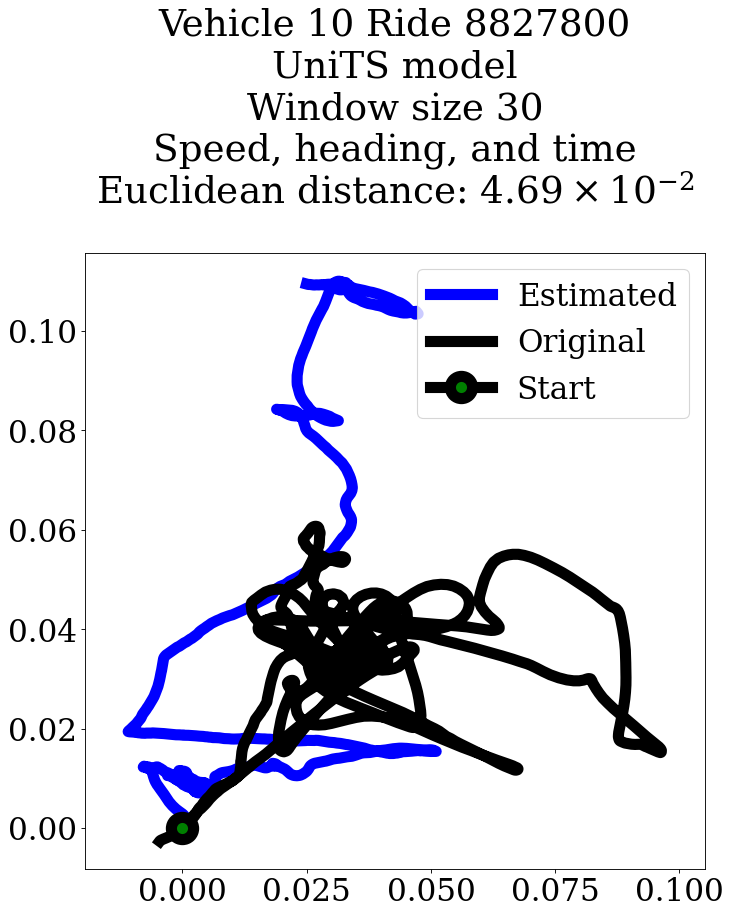 Vehicle 10 Ride 8827800
UniTS model
Window size 30
Speed, heading, and time
Euclidean distance: 4.69 × 10⁻²
Estimated
Original
Start
0.10
0.08
0.06
0.04
0.02
0.00
0.000 0.025 0.050 0.075 0.100